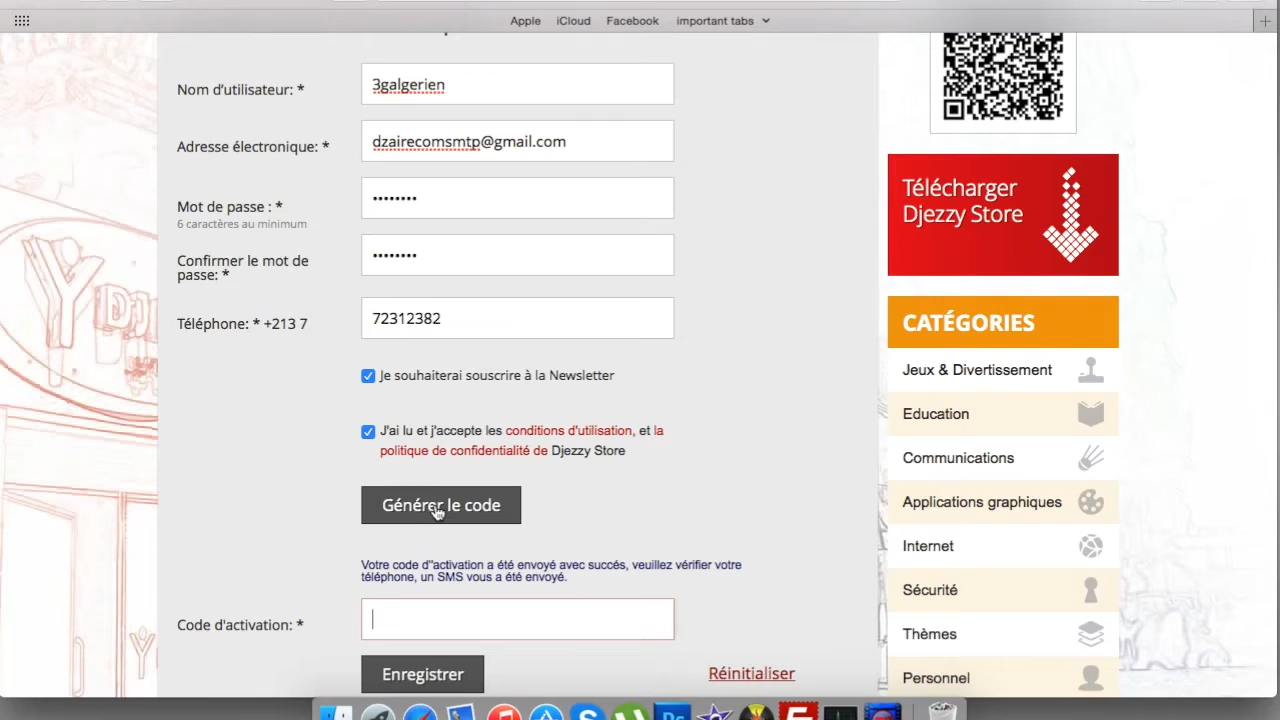 Apple iCloud Facebook important tabs
Nom d'utilisateur: * 3galgerien
Adresse électronique: * dzairecomsmtp@gmail.com
Mot de passe : *
6 caractères au minimum
Confirmer le mot de
passe: *
Téléphone: * +213 7 72312382
Je souhaiterai souscrire à la Newsletter
J'ai lu et j'accepte les conditions d'utilisation, et la
politique de confidentialité de Djezzy Store
Générer le code
Votre code d''activation a été envoyé avec succés, veuillez vérifier votre
téléphone, un SMS vous a été envoyé.
Code d'activation: *
Enregistrer Réinitialiser
Télécharger
Djezzy Store
CATÉGORIES
Jeux & Divertissement
Education
Communications
Applications graphiques
Internet
Sécurité
Thèmes
Personnel